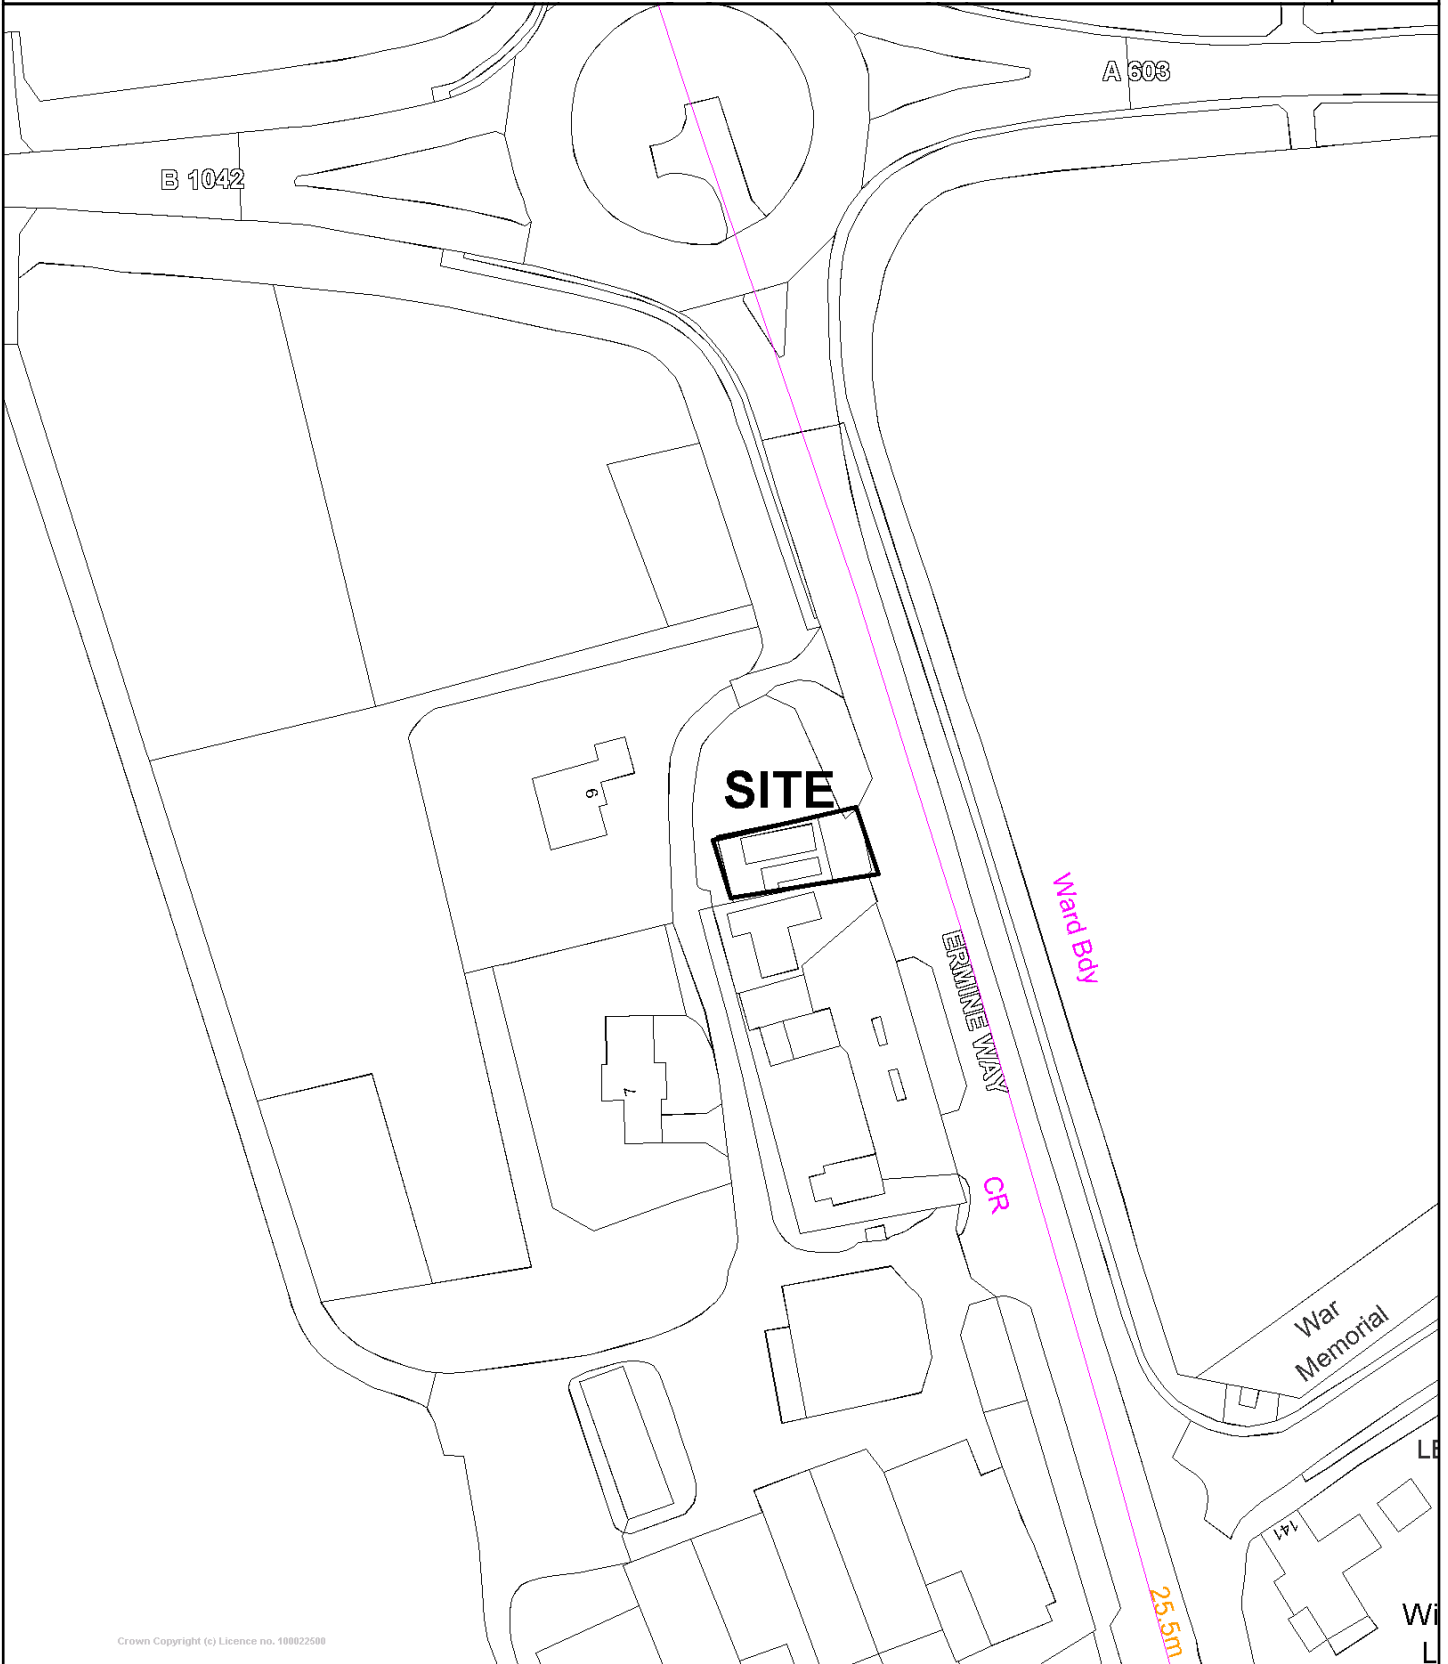 A 603
B 1042
SITE
6
Ward Bdy
ERMINE WAY
7
CR
War
Memorial
141
25.5m
Crown Copyright (c) Licence no. 100022500